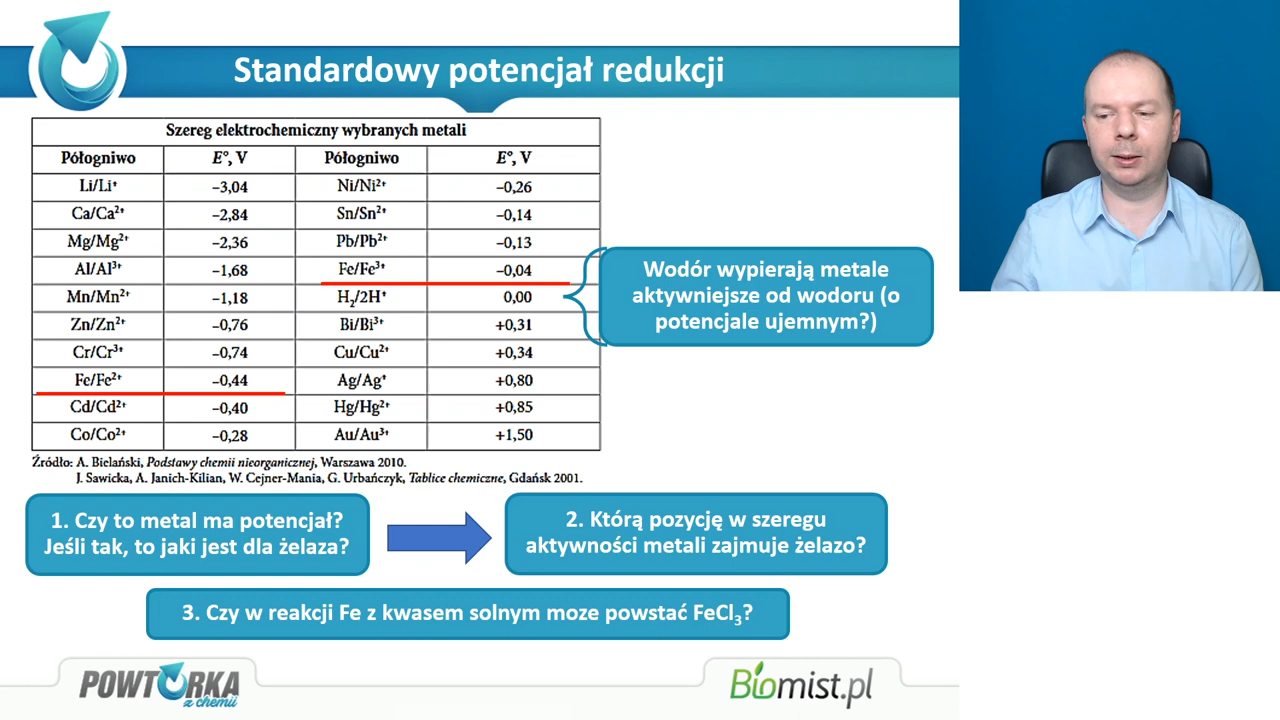 Standardowy potencjał redukcji
Szereg elektrochemiczny wybranych metali
Półogniwo E°, V Półogniwo E°, V
Li/Li⁺ –3,04 Ni/Ni²⁺ –0,26
Ca/Ca²⁺ –2,84 Sn/Sn²⁺ –0,14
Mg/Mg²⁺ –2,36 Pb/Pb²⁺ –0,13
Al/Al³⁺ –1,68 Fe/Fe³⁺ –0,04
Mn/Mn²⁺ –1,18 H₂/2H⁺ 0,00
Zn/Zn²⁺ –0,76 Bi/Bi³⁺ +0,31
Cr/Cr³⁺ –0,74 Cu/Cu²⁺ +0,34
Fe/Fe²⁺ –0,44 Ag/Ag⁺ +0,80
Cd/Cd²⁺ –0,40 Hg/Hg²⁺ +0,85
Co/Co²⁺ –0,28 Au/Au³⁺ +1,50
Źródło: A. Bielański, Podstawy chemii nieorganicznej, Warszawa 2010.
J. Sawicka, A. Janich-Kilian, W. Cejner-Mania, G. Urbańczyk, Tablice chemiczne, Gdańsk 2001.
Wodór wypierają metale
aktywniejsze od wodoru (o
potencjale ujemnym?)
1. Czy to metal ma potencjał?
Jeśli tak, to jaki jest dla żelaza?
2. Którą pozycję w szeregu
aktywności metali zajmuje żelazo?
3. Czy w reakcji Fe z kwasem solnym moze powstać FeCl₃?
POWTÓRKA
z chemii
Biomist.pl